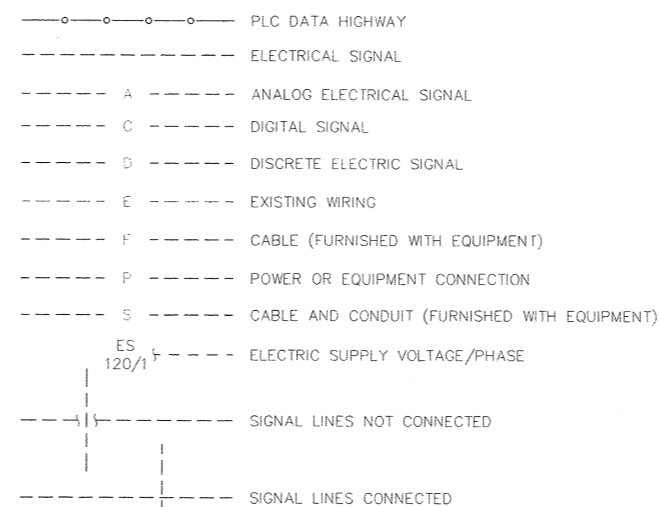 PLC DATA HIGHWAY
ELECTRICAL SIGNAL
A ANALOG ELECTRICAL SIGNAL
C DIGITAL SIGNAL
D DISCRETE ELECTRIC SIGNAL
E EXISTING WIRING
F CABLE (FURNISHED WITH EQUIPMENT)
P POWER OR EQUIPMENT CONNECTION
S CABLE AND CONDUIT (FURNISHED WITH EQUIPMENT)
ES
120/1 ELECTRIC SUPPLY VOLTAGE/PHASE
SIGNAL LINES NOT CONNECTED
SIGNAL LINES CONNECTED